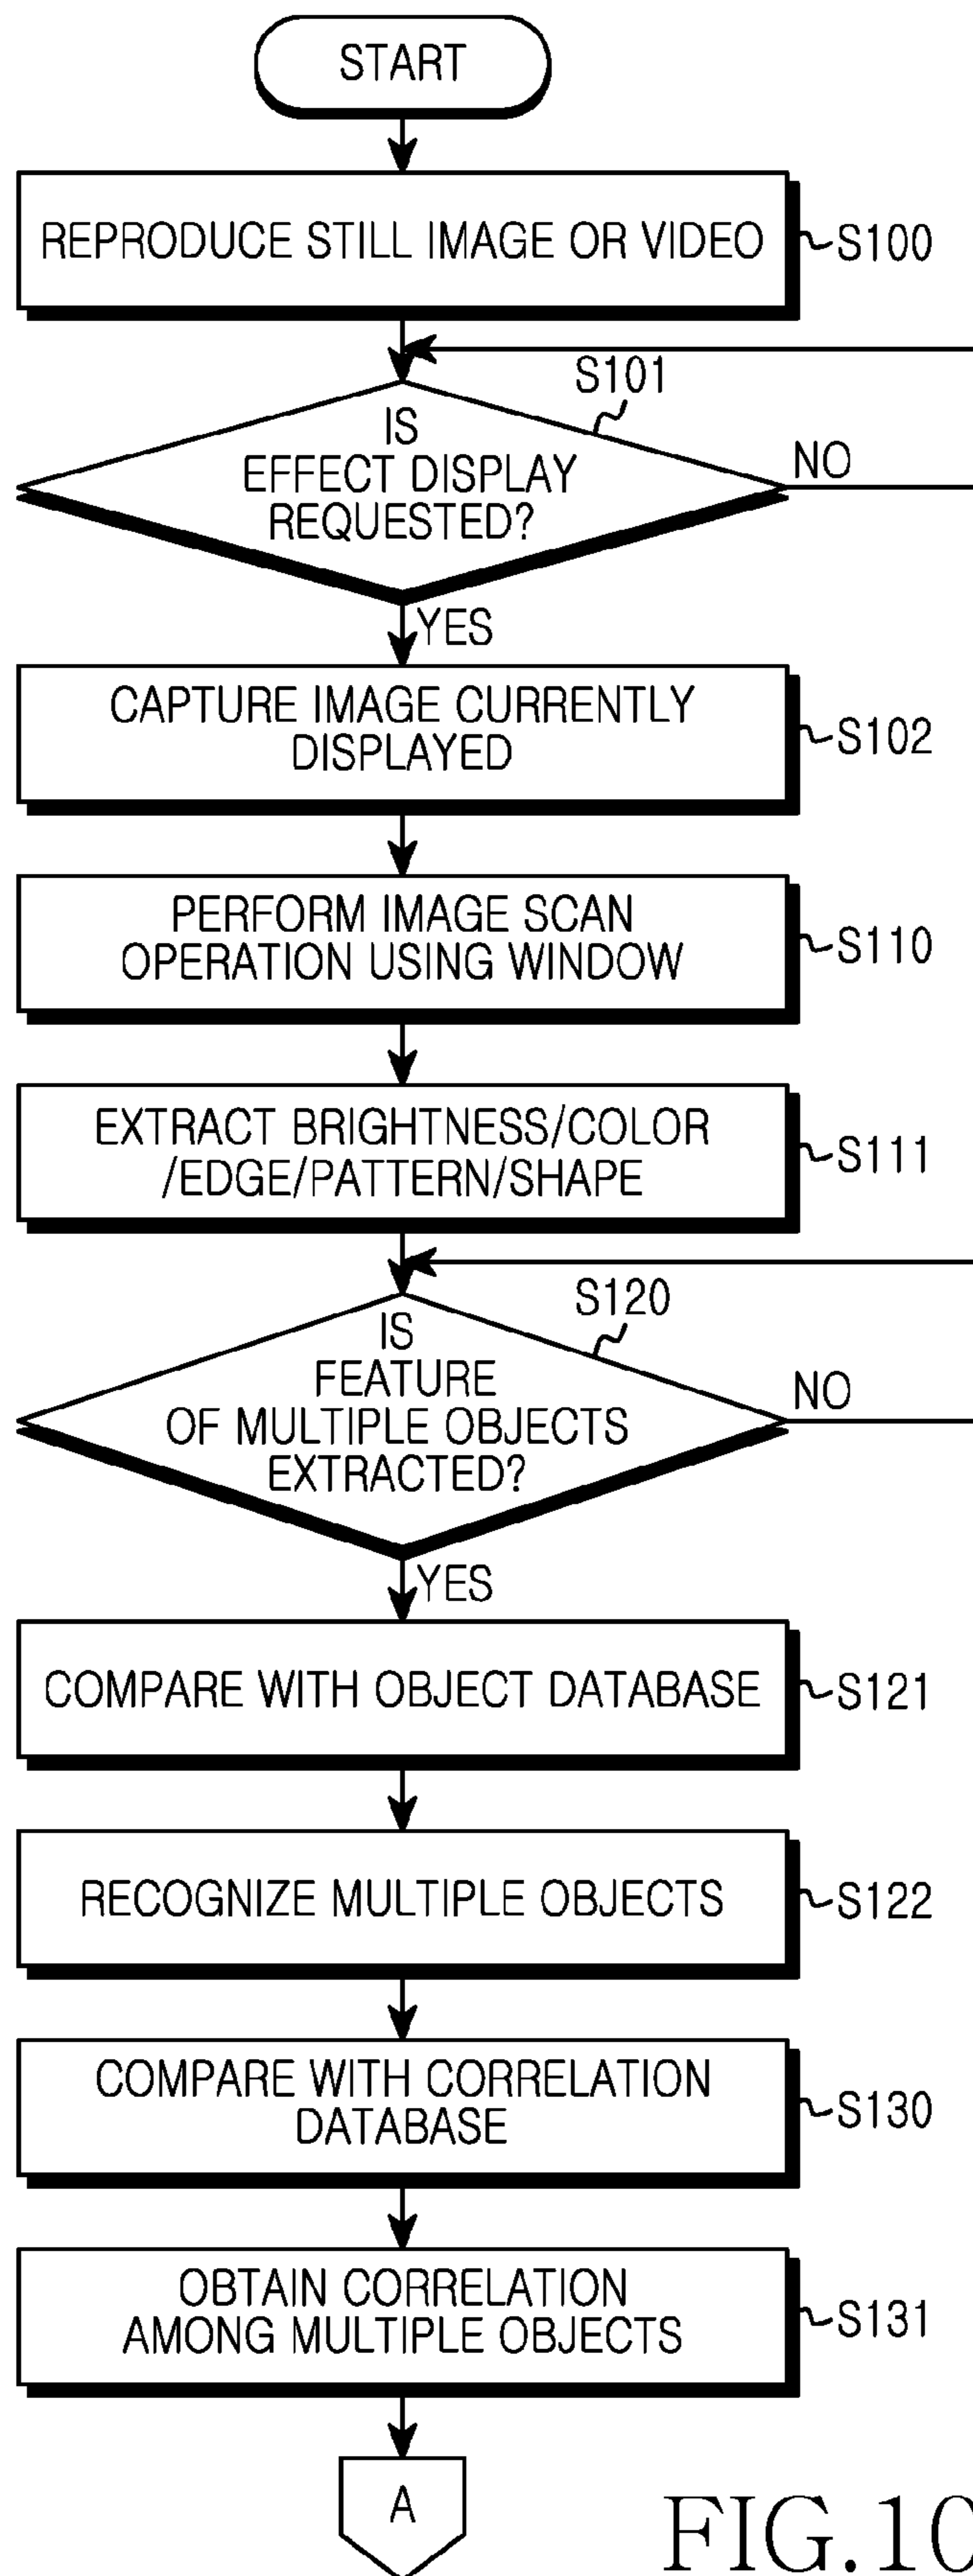 START
REPRODUCE STILL IMAGE OR VIDEO
S100
S101
IS
EFFECT DISPLAY
REQUESTED?
NO
YES
CAPTURE IMAGE CURRENTLY
DISPLAYED
S102
PERFORM IMAGE SCAN
OPERATION USING WINDOW
S110
EXTRACT BRIGHTNESS/COLOR
/EDGE/PATTERN/SHAPE
S111
S120
IS
FEATURE
OF MULTIPLE OBJECTS
EXTRACTED?
NO
YES
COMPARE WITH OBJECT DATABASE
S121
RECOGNIZE MULTIPLE OBJECTS
S122
COMPARE WITH CORRELATION
DATABASE
S130
OBTAIN CORRELATION
AMONG MULTIPLE OBJECTS
S131
A
FIG.10